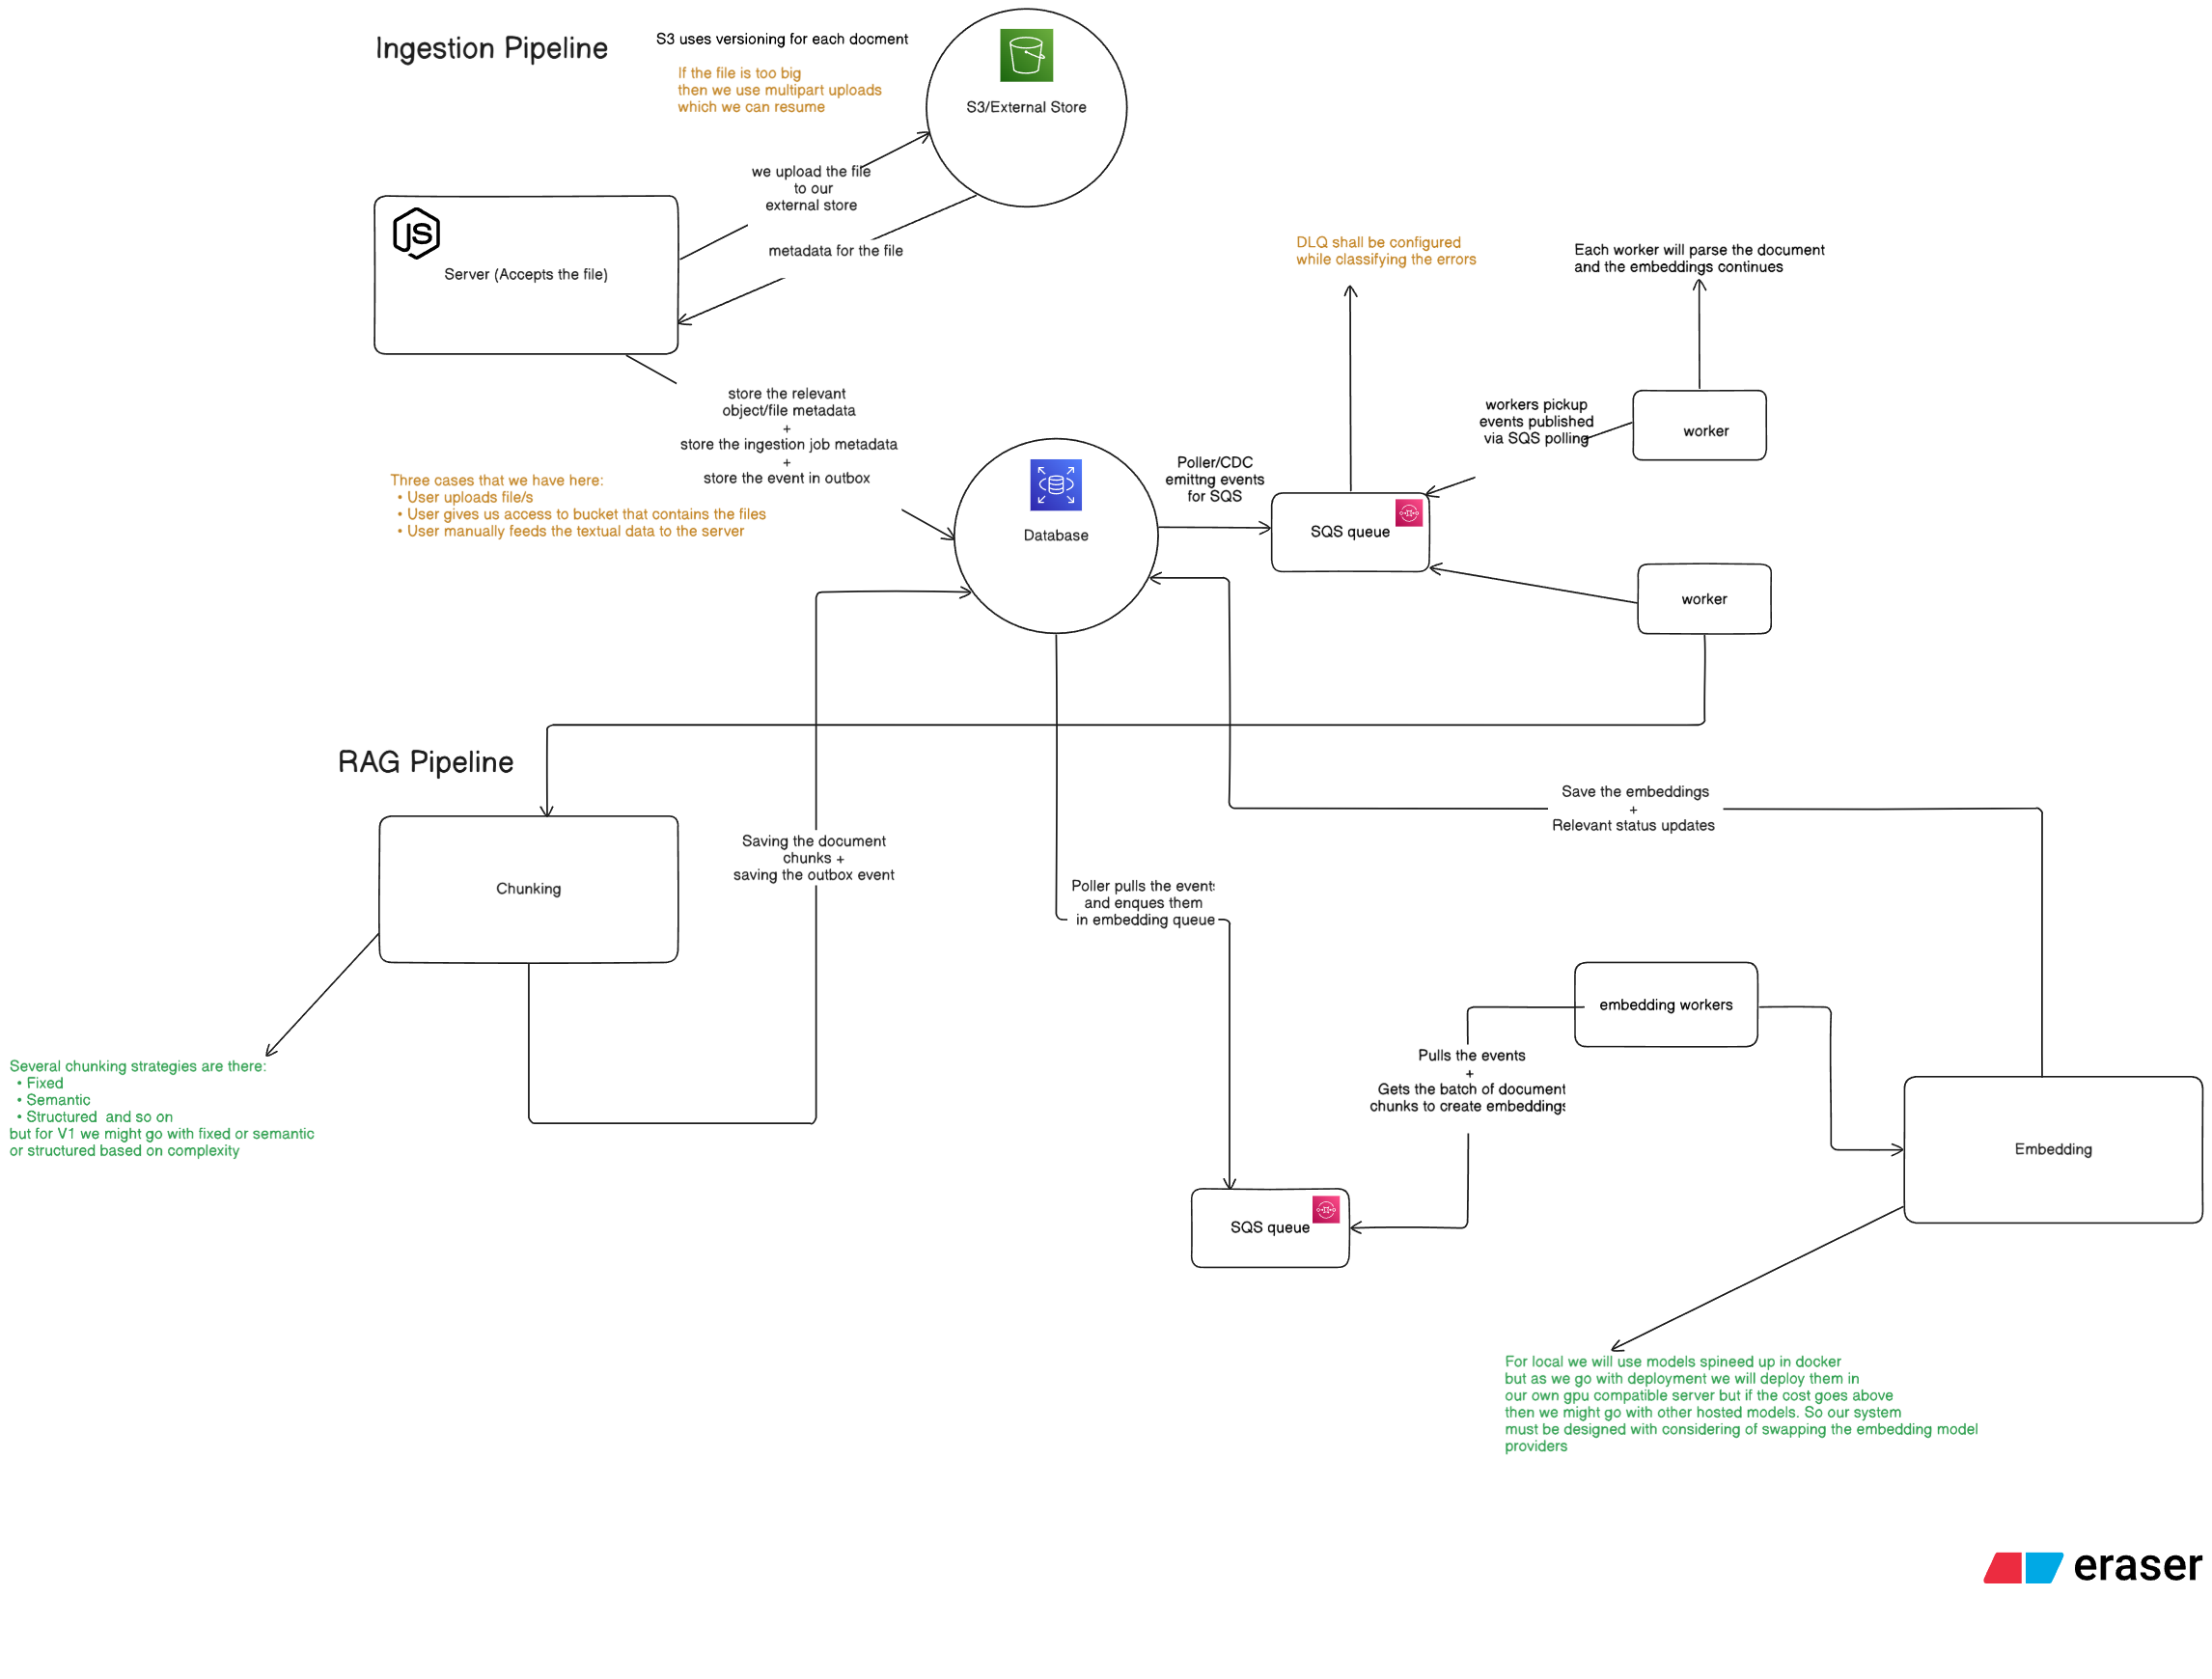 Ingestion Pipeline
S3 uses versioning for each docment
If the file is too big
then we use multipart uploads
which we can resume
S3/External Store
we upload the file
to our
external store
metadata for the file
JS
Server (Accepts the file)
DLQ shall be configured
while classifying the errors
Each worker will parse the document
and the embeddings continues
store the relevant
object/file metadata
+
store the ingestion job metadata
+
store the event in outbox
Three cases that we have here:
• User uploads file/s
• User gives us access to bucket that contains the files
• User manually feeds the textual data to the server
Database
Poller/CDC
emittng events
for SQS
SQS queue
workers pickup
events published
via SQS polling
worker
worker
RAG Pipeline
Chunking
Saving the document
chunks +
saving the outbox event
Save the embeddings
+
Relevant status updates
Poller pulls the events
and enques them
in embedding queue
embedding workers
Pulls the events
+
Gets the batch of document
chunks to create embeddings
Embedding
SQS queue
Several chunking strategies are there:
• Fixed
• Semantic
• Structured and so on
but for V1 we might go with fixed or semantic
or structured based on complexity
For local we will use models spineed up in docker
but as we go with deployment we will deploy them in
our own gpu compatible server but if the cost goes above
then we might go with other hosted models. So our system
must be designed with considering of swapping the embedding model
providers
eraser